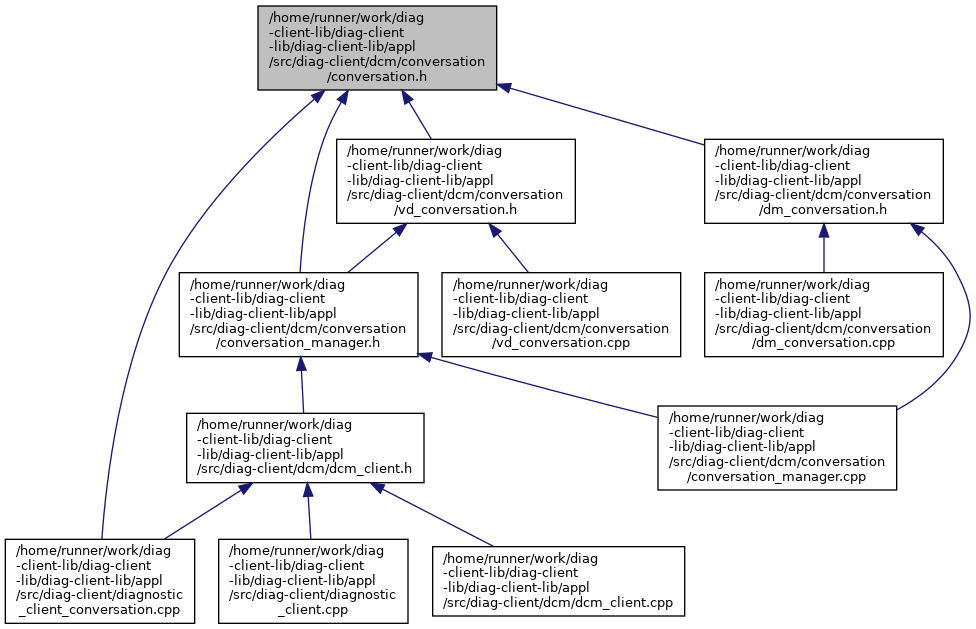 /home/runner/work/diag
-client-lib/diag-client
-lib/diag-client-lib/appl
/src/diag-client/dcm/conversation
/conversation.h
/home/runner/work/diag
-client-lib/diag-client
-lib/diag-client-lib/appl
/src/diag-client/dcm/conversation
/vd_conversation.h
/home/runner/work/diag
-client-lib/diag-client
-lib/diag-client-lib/appl
/src/diag-client/dcm/conversation
/dm_conversation.h
/home/runner/work/diag
-client-lib/diag-client
-lib/diag-client-lib/appl
/src/diag-client/dcm/conversation
/conversation_manager.h
/home/runner/work/diag
-client-lib/diag-client
-lib/diag-client-lib/appl
/src/diag-client/dcm/conversation
/vd_conversation.cpp
/home/runner/work/diag
-client-lib/diag-client
-lib/diag-client-lib/appl
/src/diag-client/dcm/conversation
/dm_conversation.cpp
/home/runner/work/diag
-client-lib/diag-client
-lib/diag-client-lib/appl
/src/diag-client/dcm/dcm_client.h
/home/runner/work/diag
-client-lib/diag-client
-lib/diag-client-lib/appl
/src/diag-client/dcm/conversation
/conversation_manager.cpp
/home/runner/work/diag
-client-lib/diag-client
-lib/diag-client-lib/appl
/src/diag-client/diagnostic
_client_conversation.cpp
/home/runner/work/diag
-client-lib/diag-client
-lib/diag-client-lib/appl
/src/diag-client/diagnostic
_client.cpp
/home/runner/work/diag
-client-lib/diag-client
-lib/diag-client-lib/appl
/src/diag-client/dcm/dcm_client.cpp